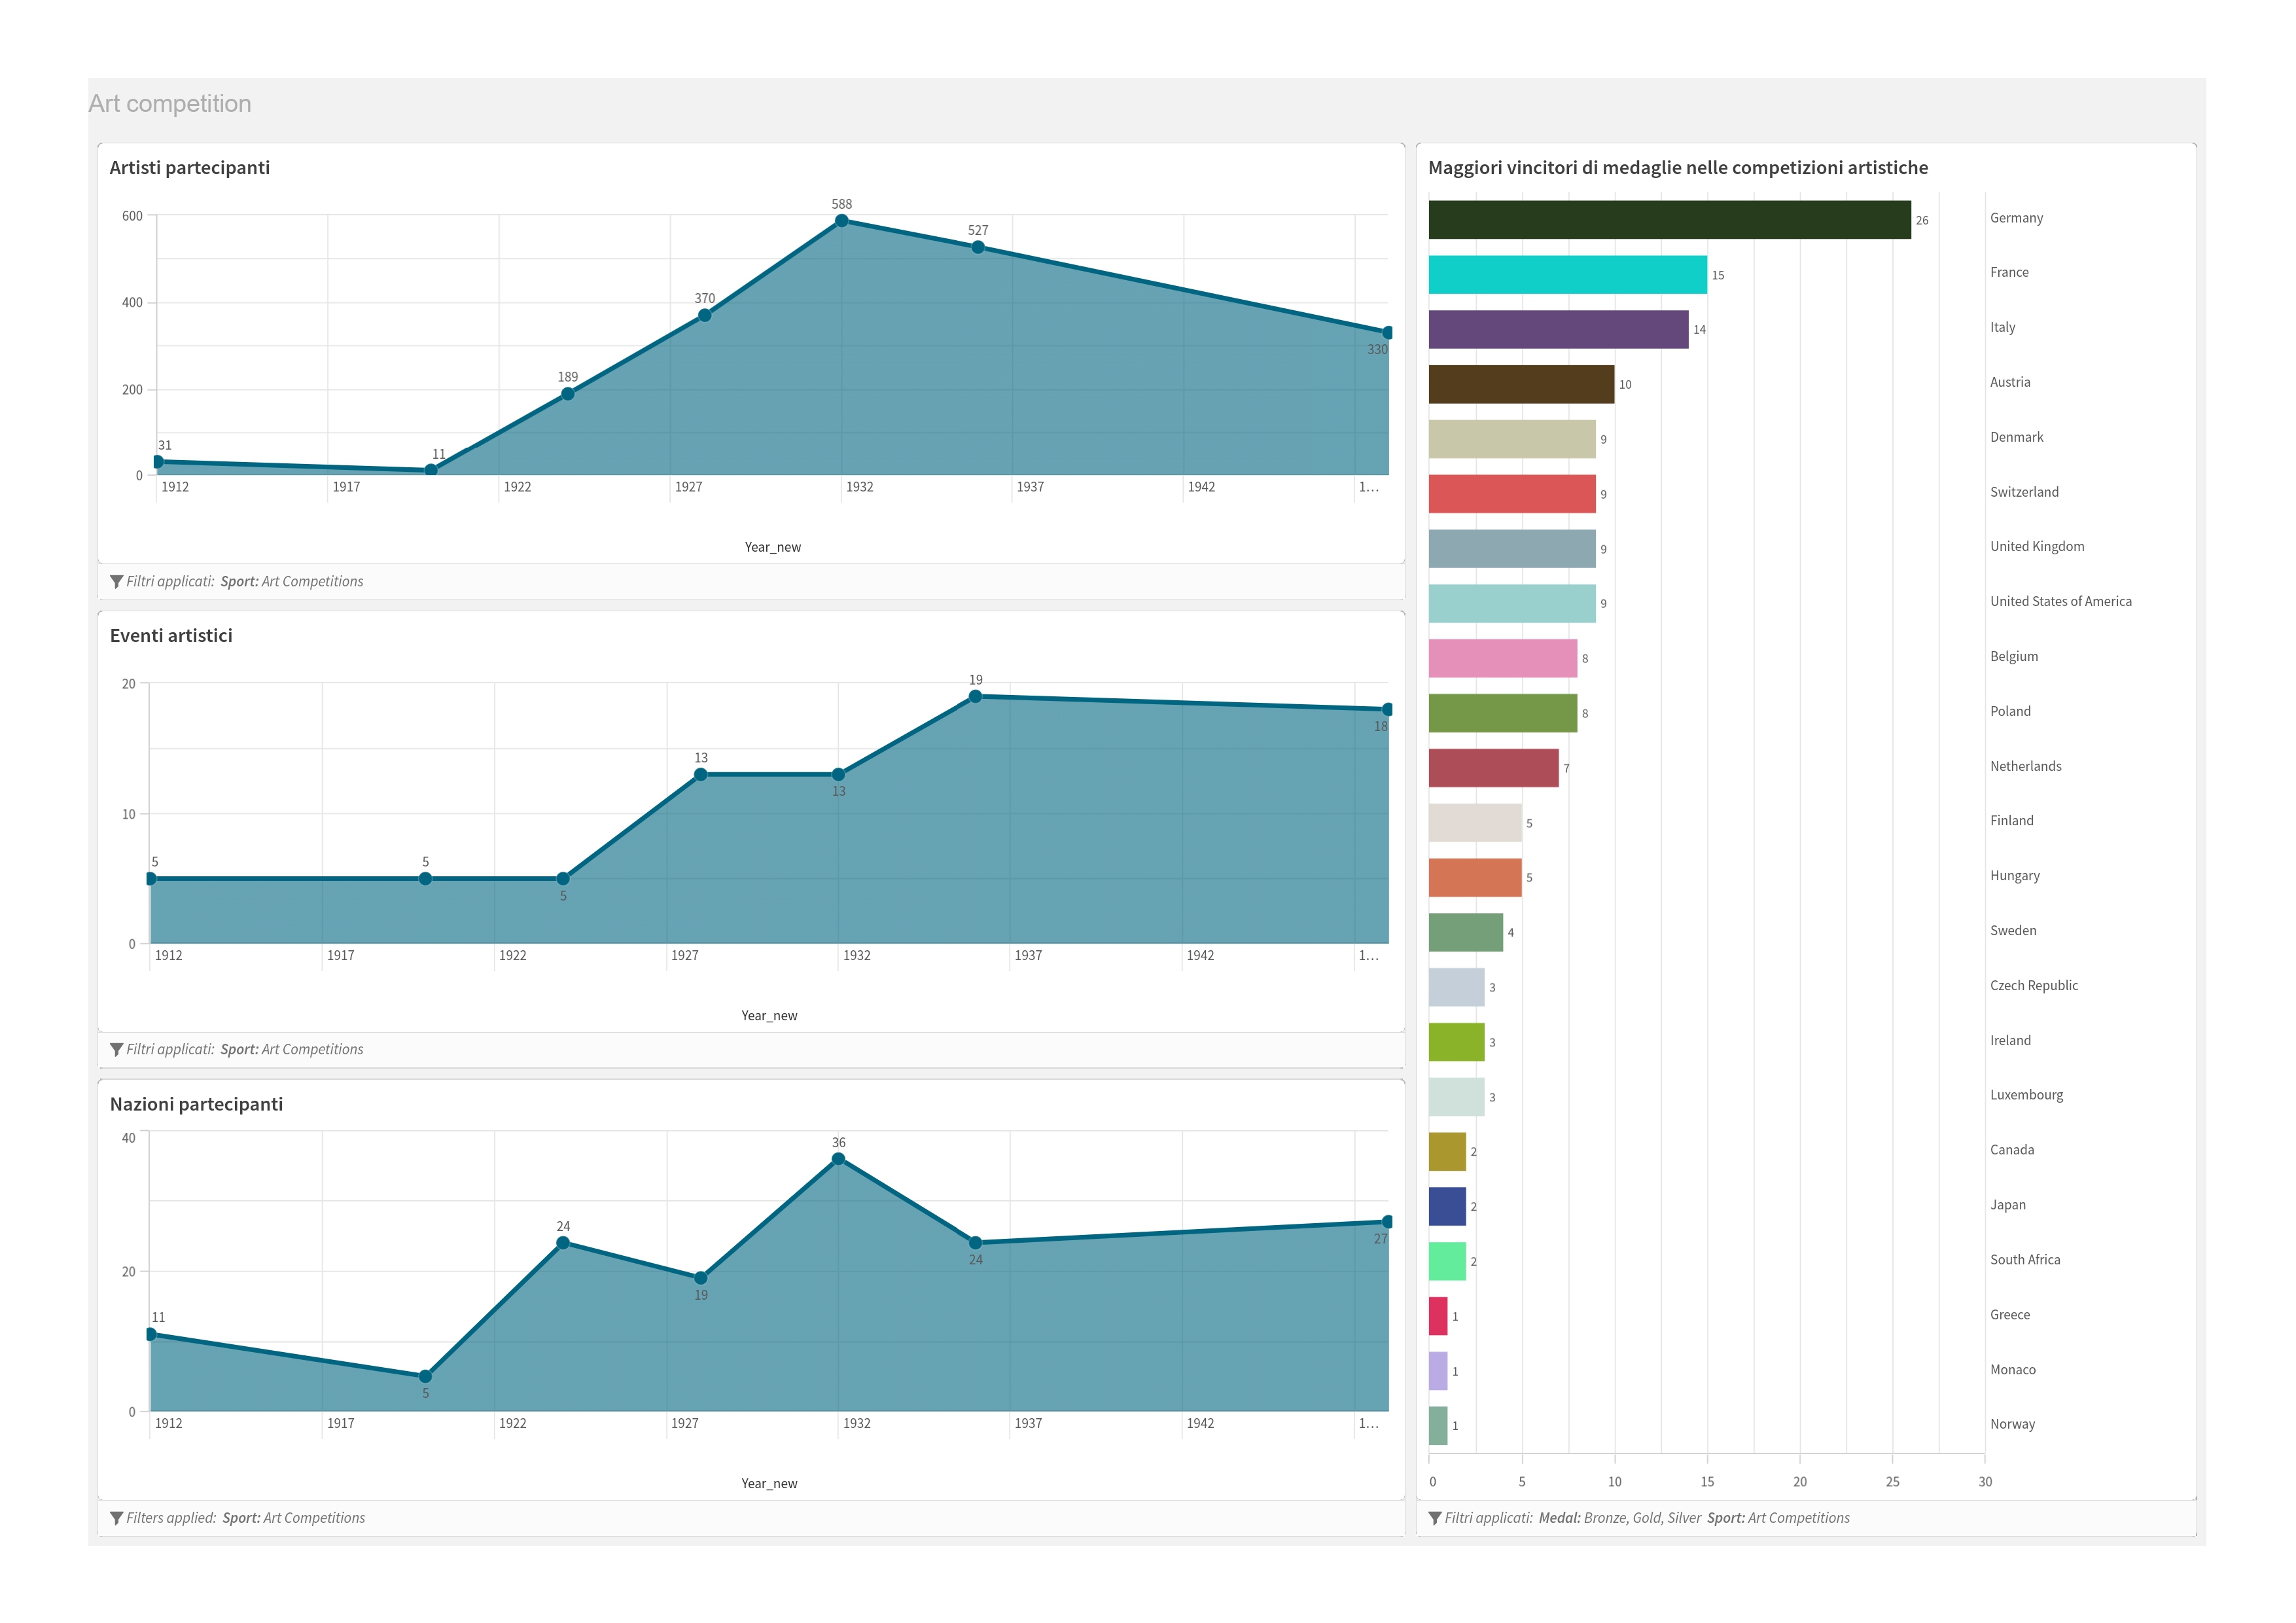 Art competition
Artisti partecipanti
600
400
200
0
31
11
189
370
588
527
330
1912
1917
1922
1927
1932
1937
1942
1…
Year_new
Filtri applicati: Sport: Art Competitions
Eventi artistici
20
10
0
5
5
5
13
13
19
18
1912
1917
1922
1927
1932
1937
1942
1…
Year_new
Filtri applicati: Sport: Art Competitions
Nazioni partecipanti
40
20
0
11
5
24
19
36
24
27
1912
1917
1922
1927
1932
1937
1942
1…
Year_new
Filters applied: Sport: Art Competitions
Maggiori vincitori di medaglie nelle competizioni artistiche
26 Germany
15 France
14 Italy
10 Austria
9 Denmark
9 Switzerland
9 United Kingdom
9 United States of America
8 Belgium
8 Poland
7 Netherlands
5 Finland
5 Hungary
4 Sweden
3 Czech Republic
3 Ireland
3 Luxembourg
2 Canada
2 Japan
2 South Africa
1 Greece
1 Monaco
1 Norway
0 5 10 15 20 25 30
Filtri applicati: Medal: Bronze, Gold, Silver Sport: Art Competitions